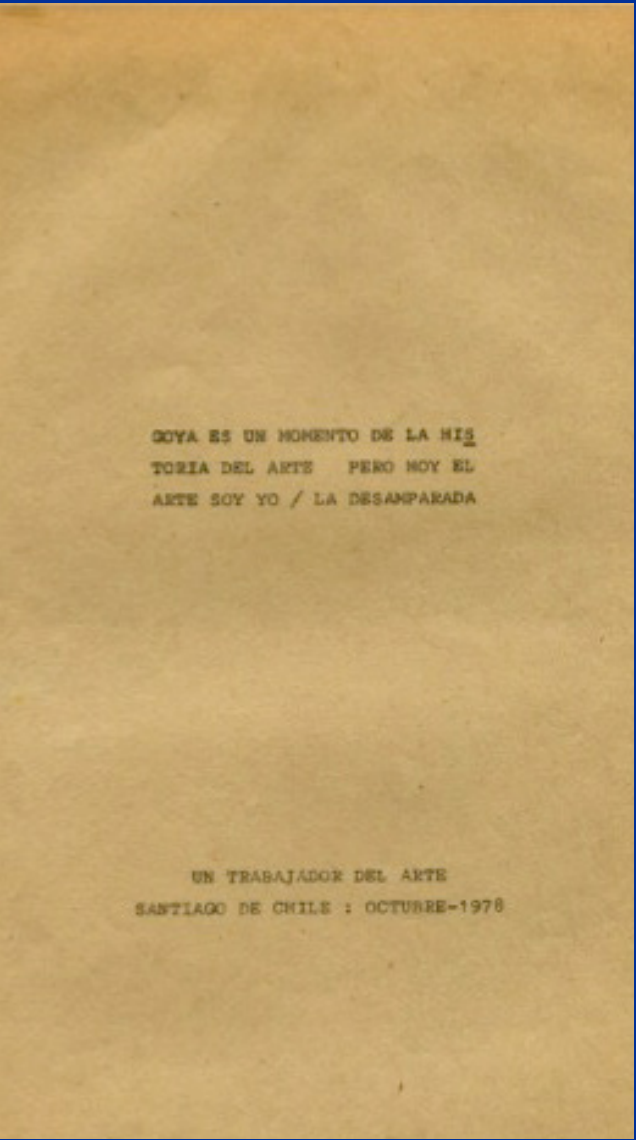 GOYA ES UN MOMENTO DE LA HIS
TORIA DEL ARTE   PERO HOY EL
ARTE SOY YO / LA DESAMPARADA
UN TRABAJADOR DEL ARTE
SANTIAGO DE CHILE : OCTUBRE-1978